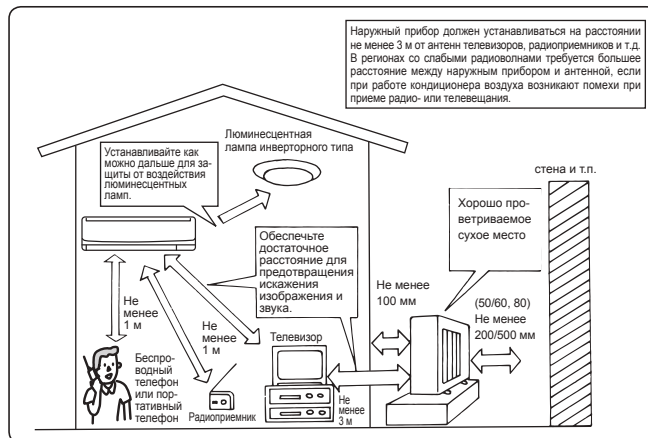 Наружный прибор должен устанавливаться на расстоянии
не менее 3 м от антенн телевизоров, радиоприемников и т.д.
В регионах со слабыми радиоволнами требуется большее
расстояние между наружным прибором и антенной, если
при работе кондиционера воздуха возникают помехи при
приеме радио- или телевещания.
Люминесцентная
лампа инверторного типа
Устанавливайте как
можно дальше для за-
щиты от воздействия
люминесцентных
ламп.
стена и т.п.
Хорошо про-
ветриваемое
сухое место
Обеспечьте
достаточное
расстояние для
предотвращения
искажения
изображения и
звука.
Не менее
100 мм
(50/60, 80)
Не менее
200/500 мм
Не
менее
1 м
Не
менее
1 м
Телевизор
Беспро-
водный
телефон
или пор-
тативный
телефон
Радиоприемник
Не
менее
3 м